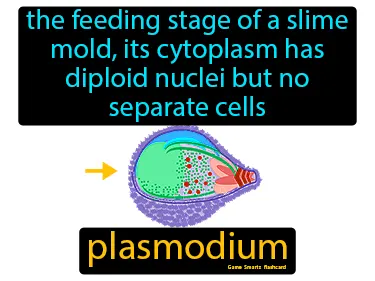 the feeding stage of a slime
mold, its cytoplasm has
diploid nuclei but no
separate cells
plasmodium
Game Smartz flashcard